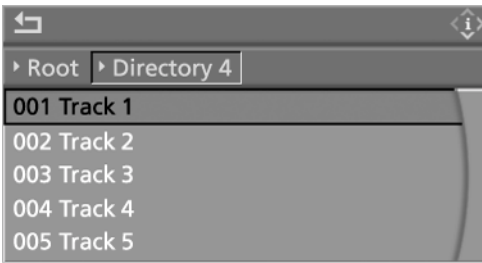 Root Directory 4
001 Track 1
002 Track 2
003 Track 3
004 Track 4
005 Track 5